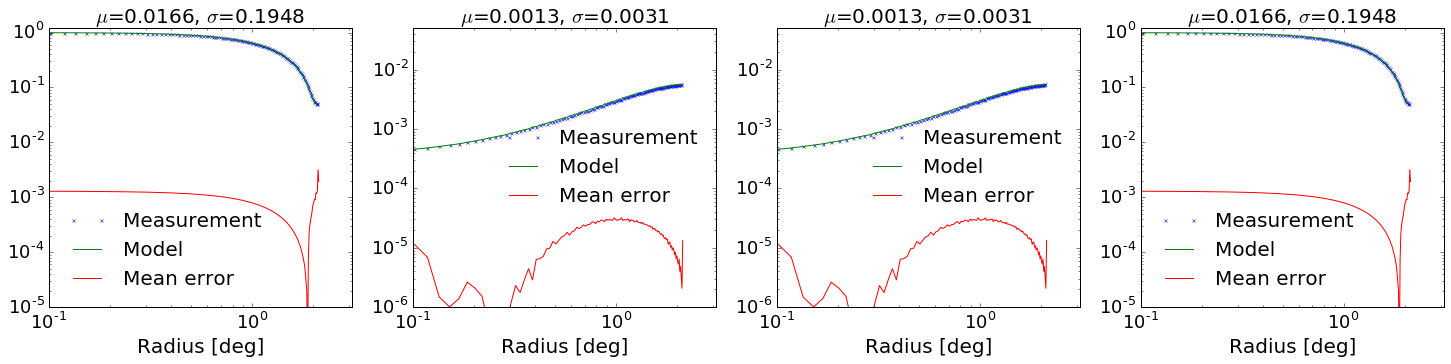 μ=0.0166, σ=0.1948
10^0
10^-1
10^-2
10^-3
10^-4
10^-5
Measurement
Model
Mean error
10^-1
10^0
Radius [deg]
μ=0.0013, σ=0.0031
10^-2
10^-3
10^-4
10^-5
10^-6
Measurement
Model
Mean error
10^-1
10^0
Radius [deg]
μ=0.0013, σ=0.0031
10^-2
10^-3
10^-4
10^-5
10^-6
Measurement
Model
Mean error
10^-1
10^0
Radius [deg]
μ=0.0166, σ=0.1948
10^0
10^-1
10^-2
10^-3
10^-4
10^-5
Measurement
Model
Mean error
10^-1
10^0
Radius [deg]